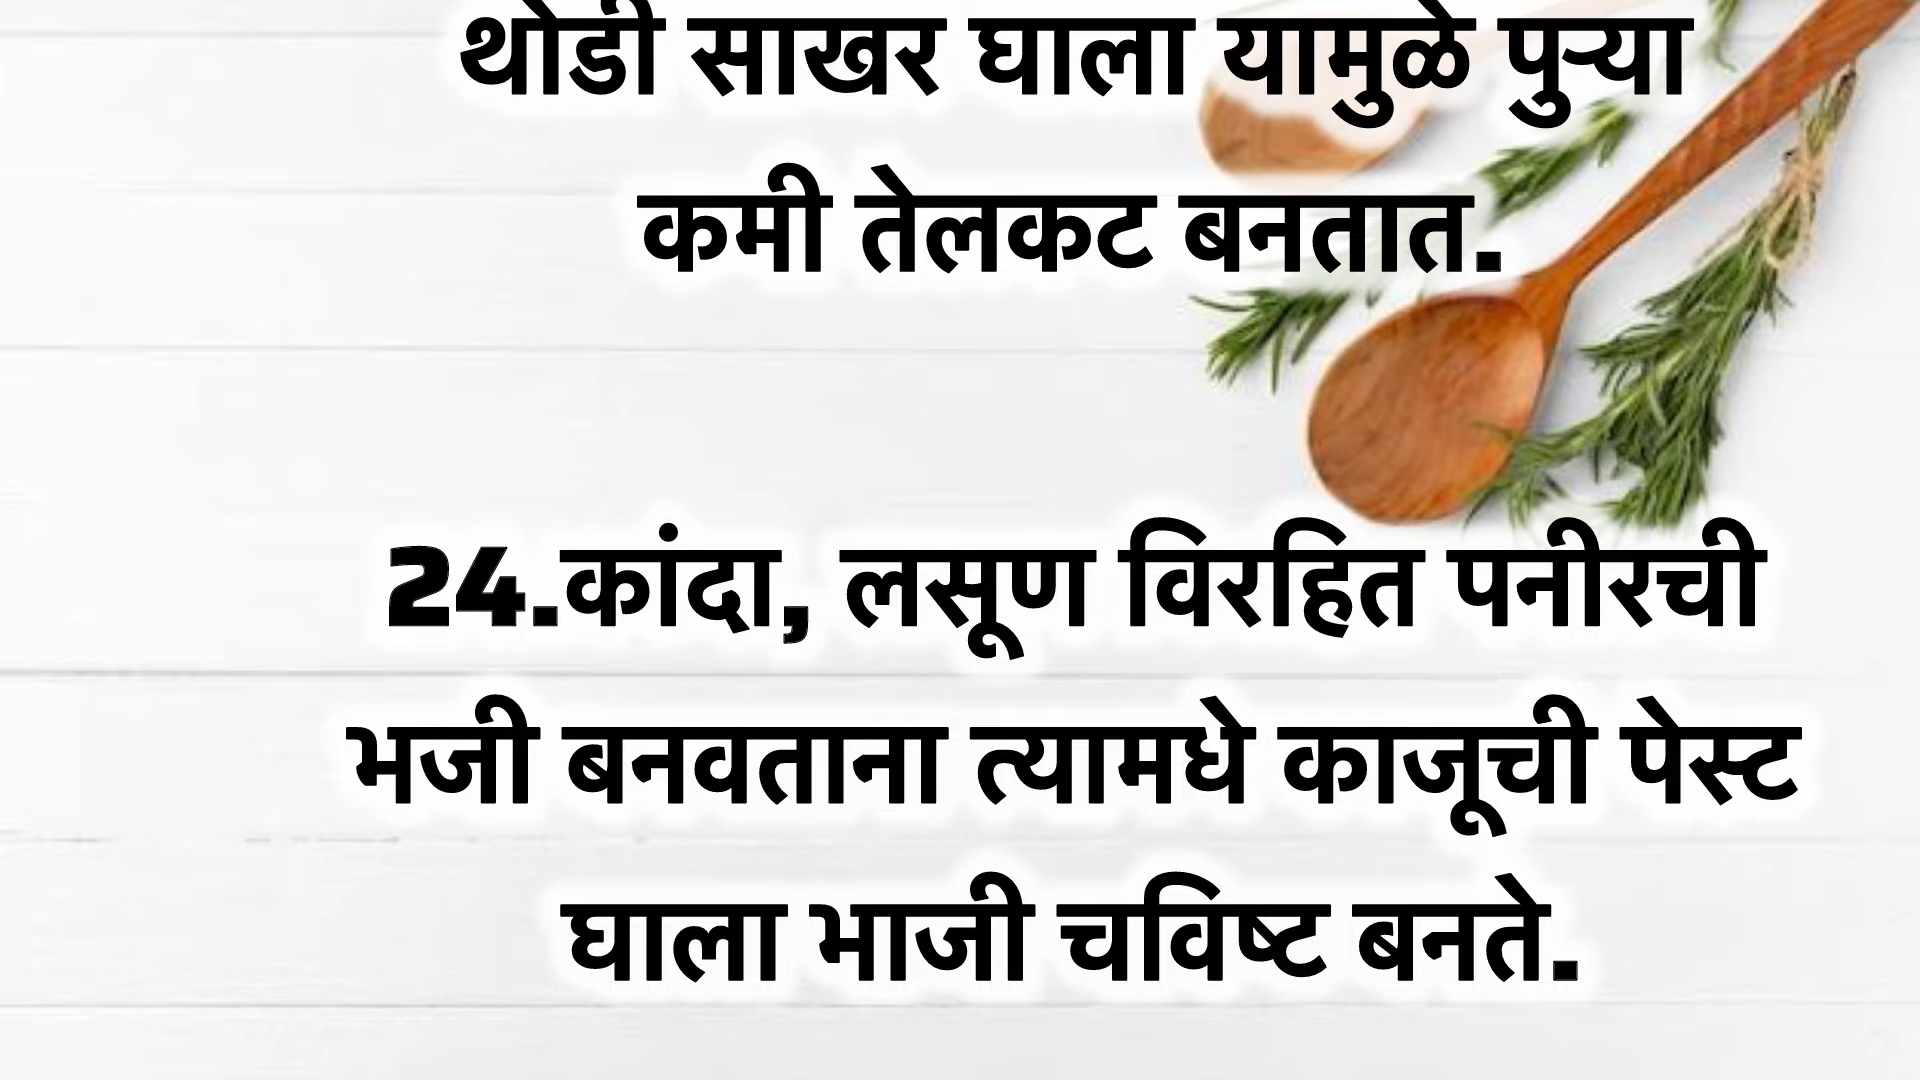 थोडी साखर घाला यामुळे पुऱ्या
कमी तेलकट बनतात.
24.कांदा, लसूण विरहित पनीरची
भजी बनवताना त्यामधे काजूची पेस्ट
घाला भाजी चविष्ट बनते.